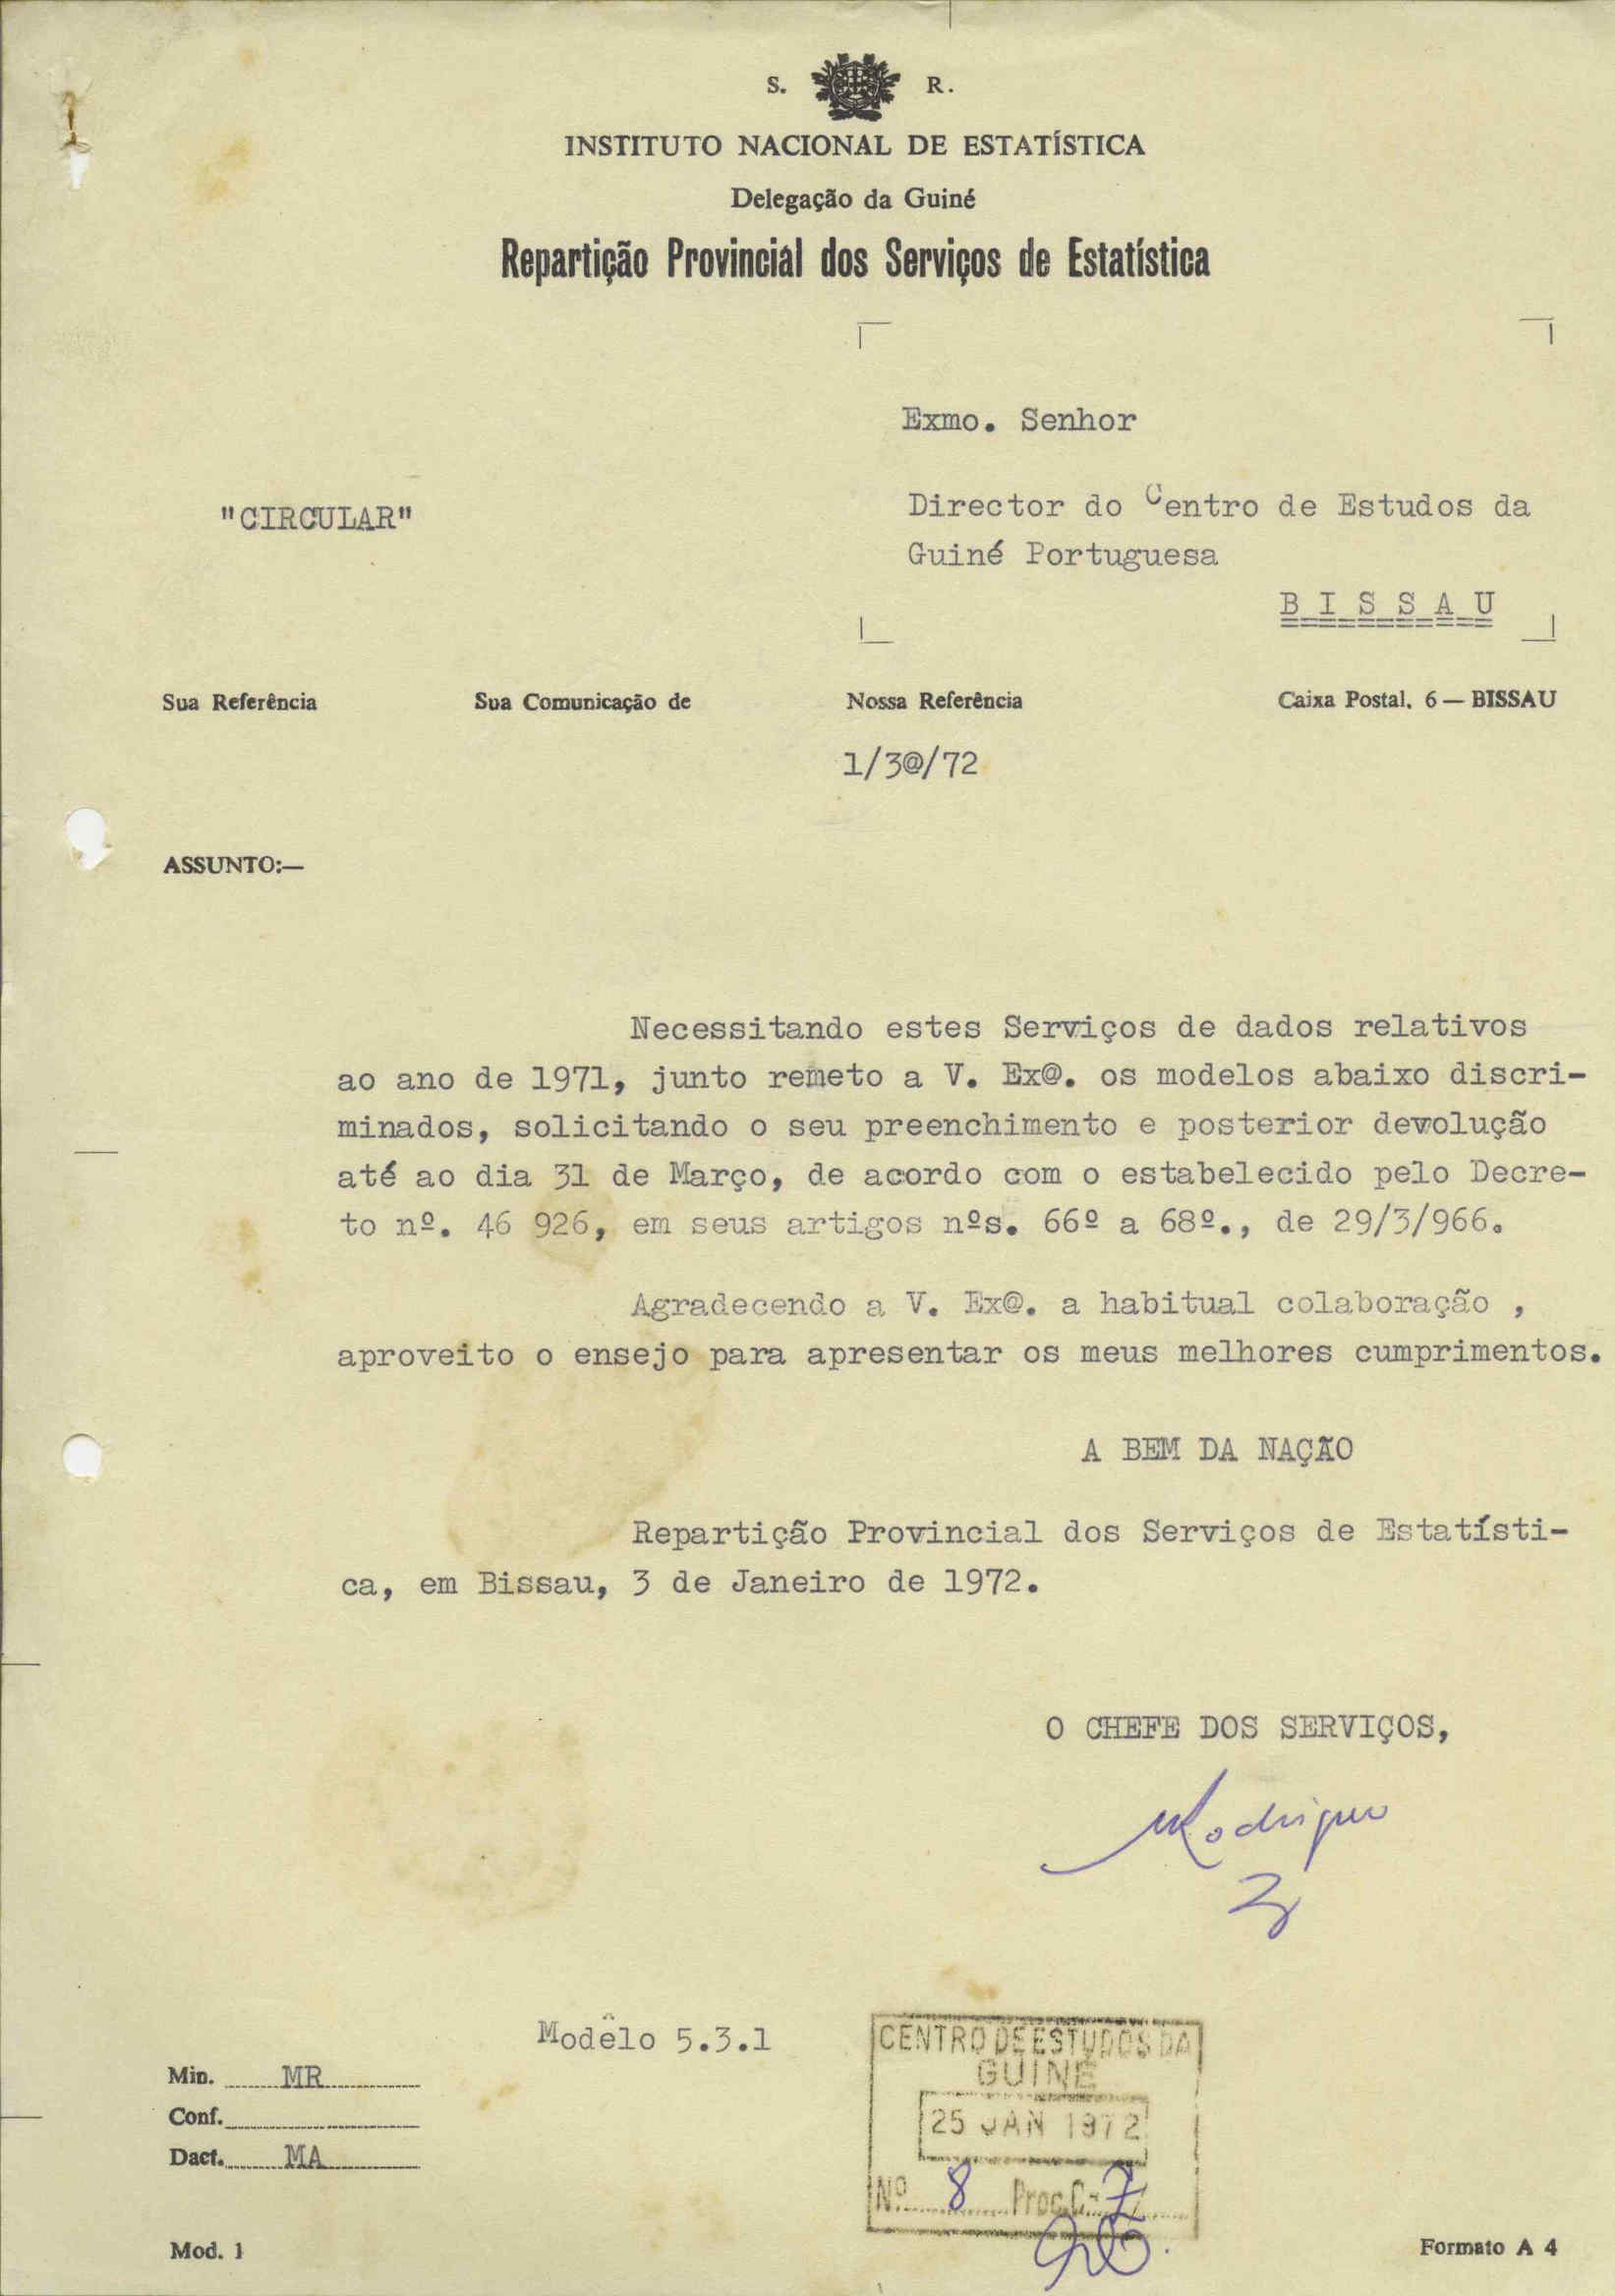 S. R.
INSTITUTO NACIONAL DE ESTATÍSTICA
Delegação da Guiné
Repartição Provincial dos Serviços de Estatística
Exmo. Senhor
"CIRCULAR"
Director do Centro de Estudos da
Guiné Portuguesa
B I S S A U
Sua Referência Sua Comunicação de Nossa Referência Caixa Postal. 6 — BISSAU
1/3@/72
ASSUNTO:—
Necessitando estes Serviços de dados relativos
ao ano de 1971, junto remeto a V. Ex@. os modelos abaixo discri-
minados, solicitando o seu preenchimento e posterior devolução
até ao dia 31 de Março, de acordo com o estabelecido pelo Decre-
to nº. 46 926, em seus artigos nºs. 66º a 68º., de 29/3/966.
Agradecendo a V. Ex@. a habitual colaboração ,
aproveito o ensejo para apresentar os meus melhores cumprimentos.
A BEM DA NAÇÃO
Repartição Provincial dos Serviços de Estatísti-
ca, em Bissau, 3 de Janeiro de 1972.
O CHEFE DOS SERVIÇOS,
Modêlo 5.3.1
CENTRO DE ESTUDOS DA
GUINÉ
25 JAN 1972
Nº 8 Proc. C-7
Min. MR
Conf.
Dact. MA
Mod. 1
Formato A 4